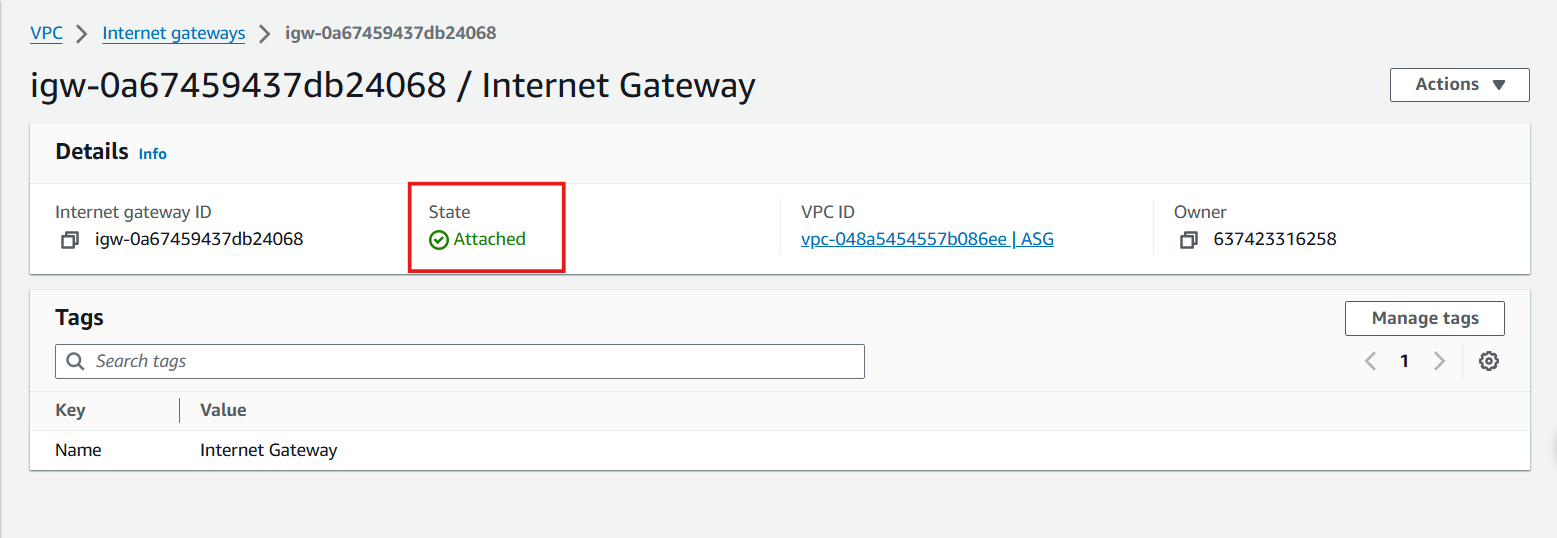 VPC > Internet gateways > igw-0a67459437db24068
igw-0a67459437db24068 / Internet Gateway
Actions
Details Info
Internet gateway ID
igw-0a67459437db24068
State
Attached
VPC ID
vpc-048a5454557b086ee | ASG
Owner
637423316258
Tags
Manage tags
Search tags
1
Key Value
Name Internet Gateway